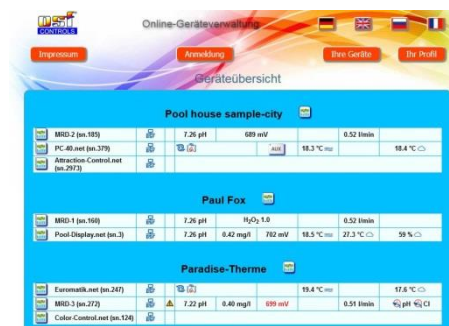 osf
CONTROLS
Online-Geräteverwaltung
Impressum
Anmeldung
Ihre Geräte
Ihr Profil
Geräteübersicht
Pool house sample-city
MRD-2 (sn.185) 7.26 pH 689 mV 0.52 l/min
PC-40.net (sn.379) AUX 18.3 °C 18.4 °C
Attraction-Control.net
(sn.2973)
Paul Fox
MRD-1 (sn.160) 7.26 pH H₂O₂ 1.0 0.52 l/min
Pool-Display.net (sn.3) 7.26 pH 0.42 mg/l 702 mV 18.5 °C 27.3 °C 59 %
Paradise-Therme
Euromatik.net (sn.247) 19.4 °C 17.6 °C
MRD-3 (sn.272) 7.22 pH 0.40 mg/l 699 mV 0.51 l/min pH Cl
Color-Control.net (sn.124)